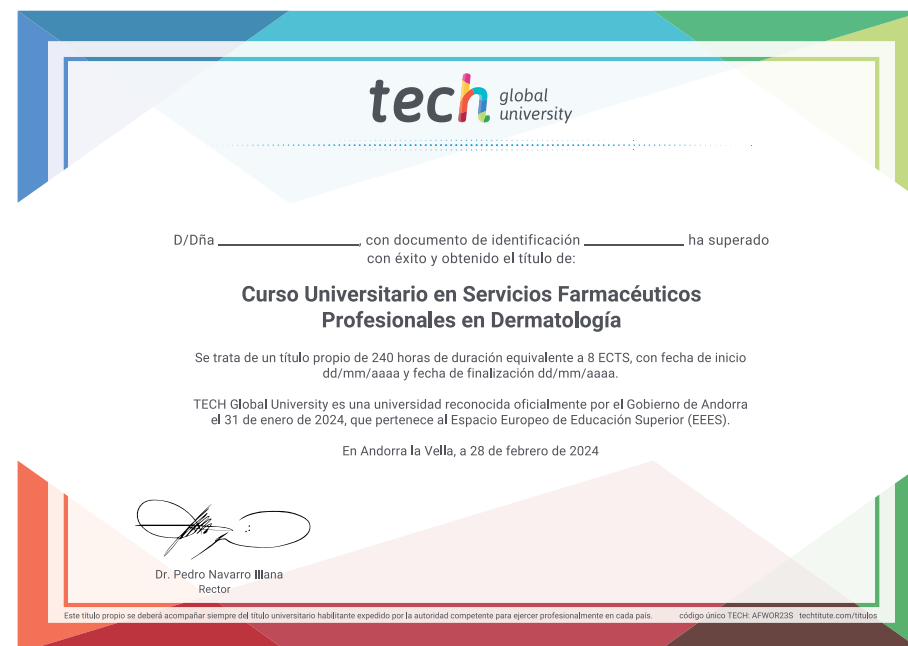 tech global university
D/Dña ____________________, con documento de identificación ______________ ha superado
con éxito y obtenido el título de:
Curso Universitario en Servicios Farmacéuticos
Profesionales en Dermatología
Se trata de un título propio de 240 horas de duración equivalente a 8 ECTS, con fecha de inicio
dd/mm/aaaa y fecha de finalización dd/mm/aaaa.
TECH Global University es una universidad reconocida oficialmente por el Gobierno de Andorra
el 31 de enero de 2024, que pertenece al Espacio Europeo de Educación Superior (EEES).
En Andorra la Vella, a 28 de febrero de 2024
Dr. Pedro Navarro Illana
Rector
Este título propio se deberá acompañar siempre del título universitario habilitante expedido por la autoridad competente para ejercer profesionalmente en cada país. código único TECH: AFWOR23S techtitute.com/titulos